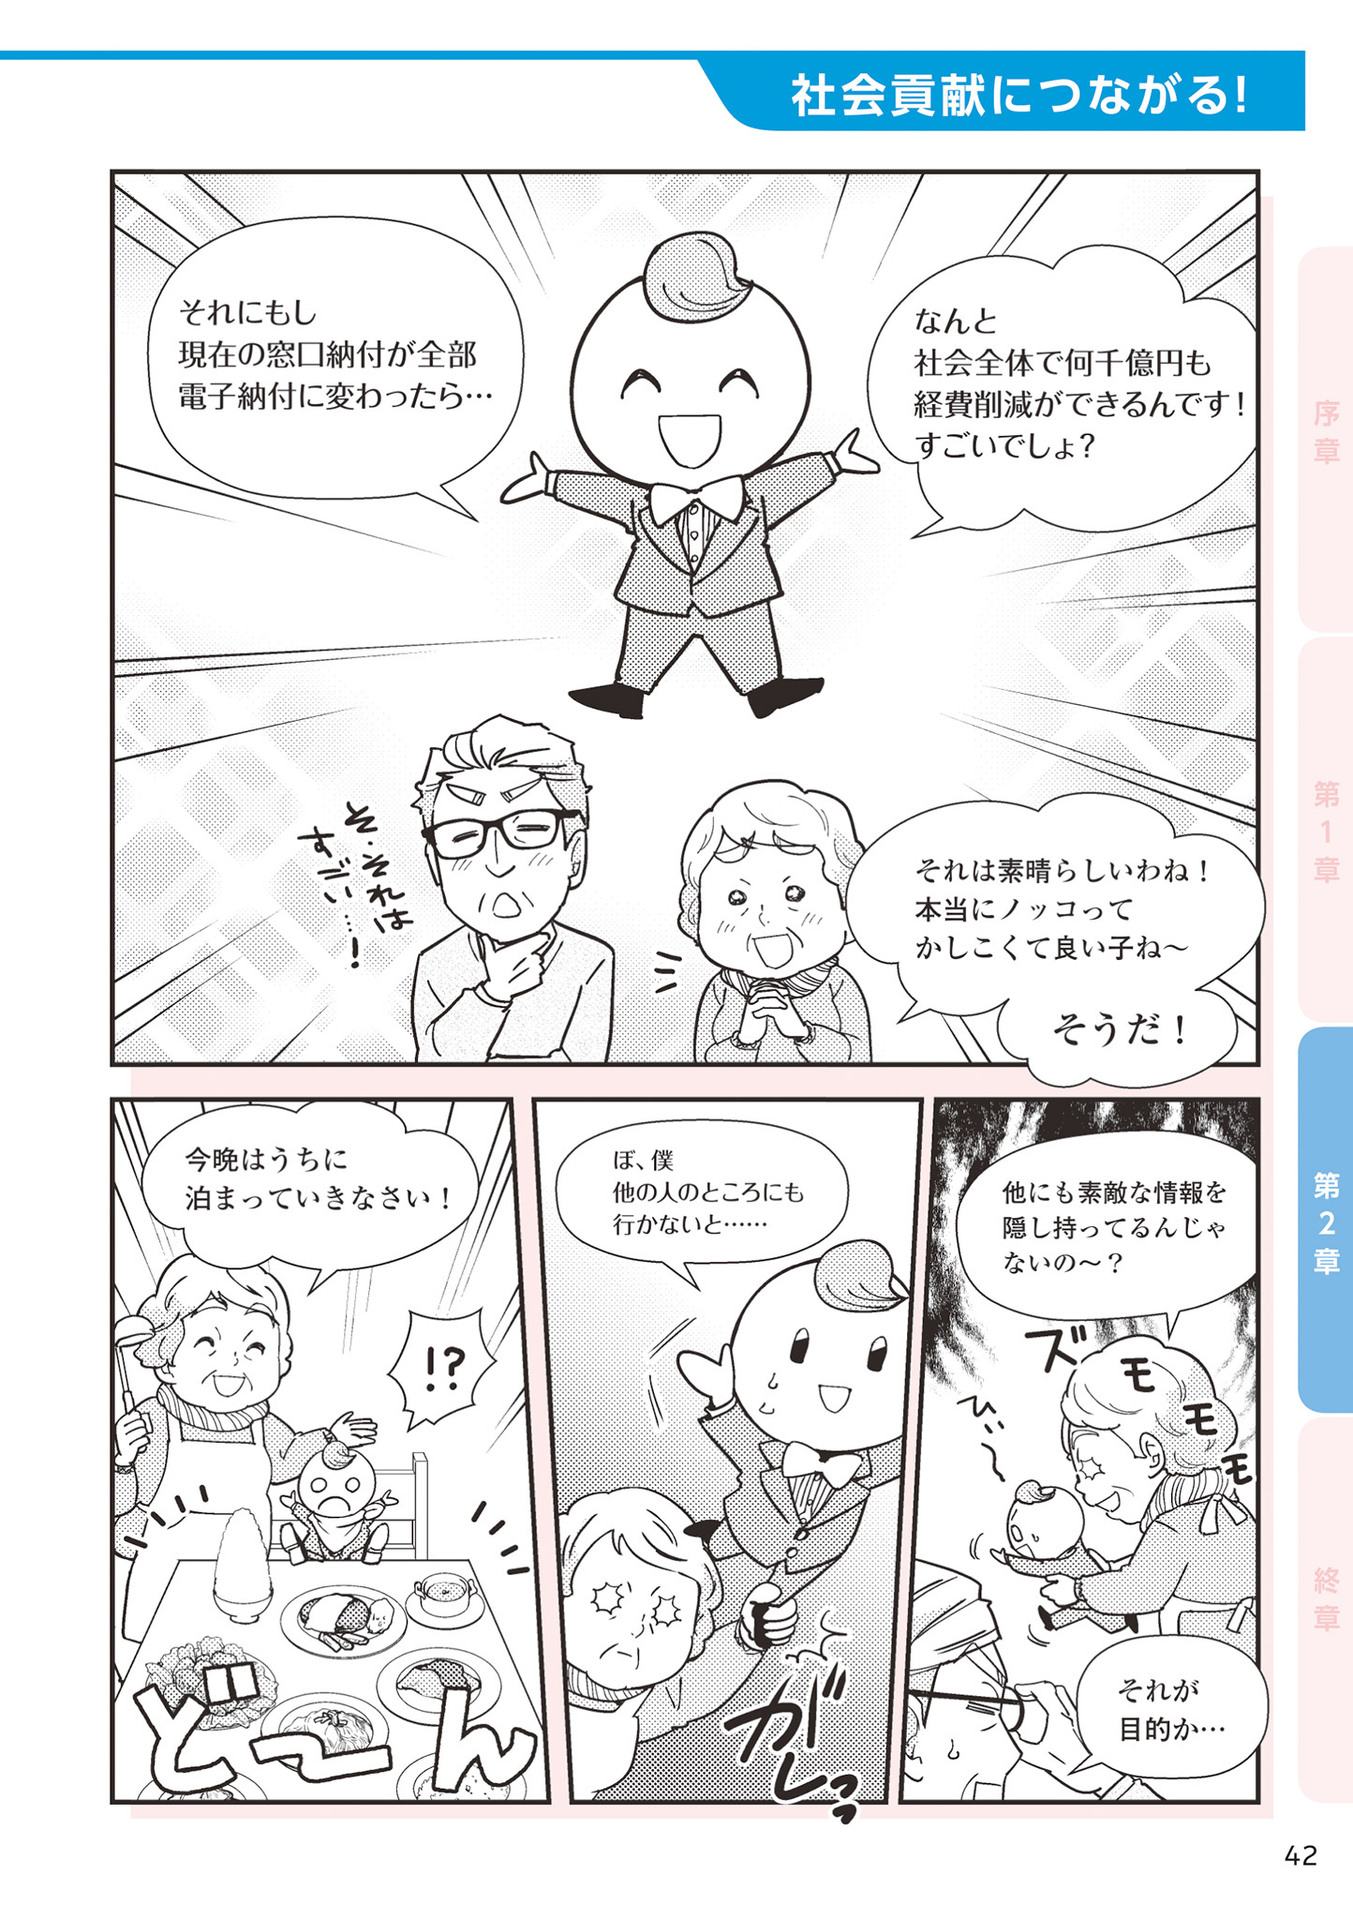 社会貢献につながる!
それにもし
現在の窓口納付が全部
電子納付に変わったら…
なんと
社会全体で何千億円も
経費削減ができるんです!
すごいでしょ?
そ・それは
すごい……!
それは素晴らしいわね!
本当にノッコって
かしこくて良い子ね〜
そうだ!
今晩はうちに
泊まっていきなさい!
!?
ど〜ん
ぼ、僕
他の人のところにも
行かないと……
ガシっ
他にも素敵な情報を
隠し持ってるんじゃ
ないの〜?
ズモモモ
ひぃ〜
それが
目的か…
序章
第1章
第2章
終章
42